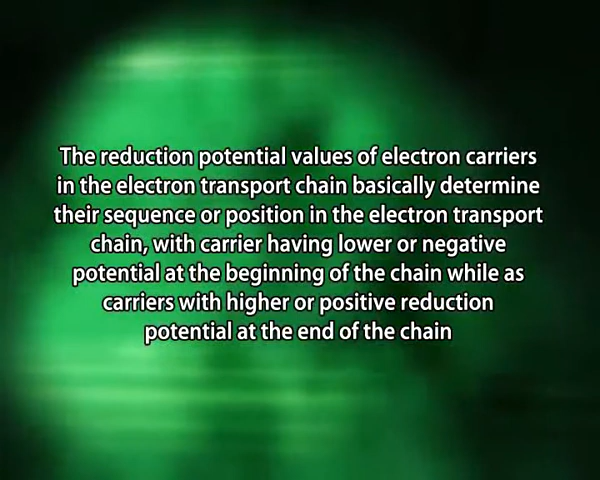 The reduction potential values of electron carriers
in the electron transport chain basically determine
their sequence or position in the electron transport
chain, with carrier having lower or negative
potential at the beginning of the chain while as
carriers with higher or positive reduction
potential at the end of the chain